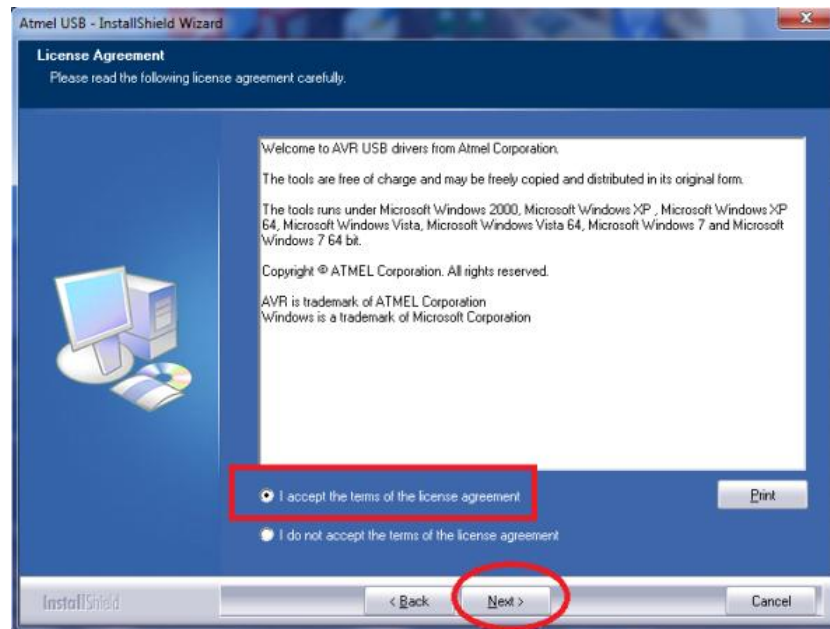 Atmel USB - InstallShield Wizard
License Agreement
Please read the following license agreement carefully.
Welcome to AVR USB drivers from Atmel Corporation.
The tools are free of charge and may be freely copied and distributed in its original form.
The tools runs under Microsoft Windows 2000, Microsoft Windows XP , Microsoft Windows XP
64, Microsoft Windows Vista, Microsoft Windows Vista 64, Microsoft Windows 7 and Microsoft
Windows 7 64 bit.
Copyright © ATMEL Corporation. All rights reserved.
AVR is trademark of ATMEL Corporation
Windows is a trademark of Microsoft Corporation
I accept the terms of the license agreement
Print
I do not accept the terms of the license agreement
InstallShield
< Back
Next >
Cancel